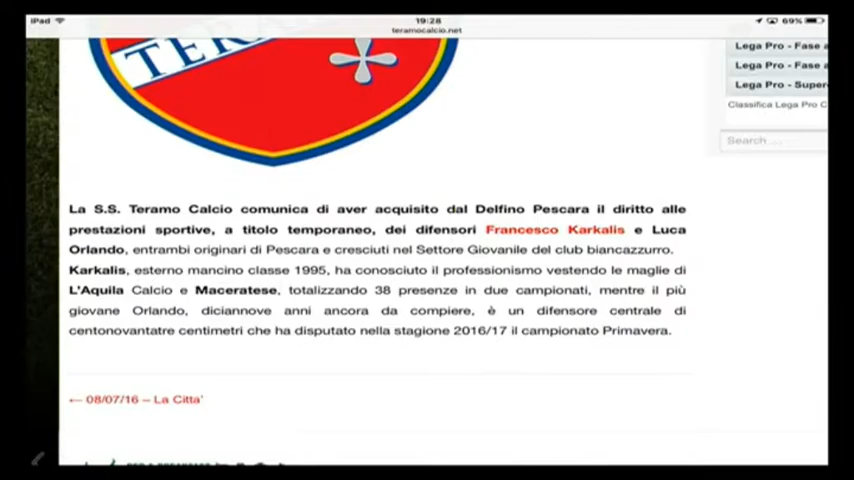 iPad
19:28
69%
teramocalcio.net
TERA
Lega Pro - Fase a
Lega Pro - Fase a
Lega Pro - Super
Classifica Lega Pro C
Search ...
La S.S. Teramo Calcio comunica di aver acquisito dal Delfino Pescara il diritto alle
prestazioni sportive, a titolo temporaneo, dei difensori Francesco Karkalis e Luca
Orlando, entrambi originari di Pescara e cresciuti nel Settore Giovanile del club biancazzurro.
Karkalis, esterno mancino classe 1995, ha conosciuto il professionismo vestendo le maglie di
L'Aquila Calcio e Maceratese, totalizzando 38 presenze in due campionati, mentre il più
giovane Orlando, diciannove anni ancora da compiere, è un difensore centrale di
centonovantatre centimetri che ha disputato nella stagione 2016/17 il campionato Primavera.
← 08/07/16 – La Citta'